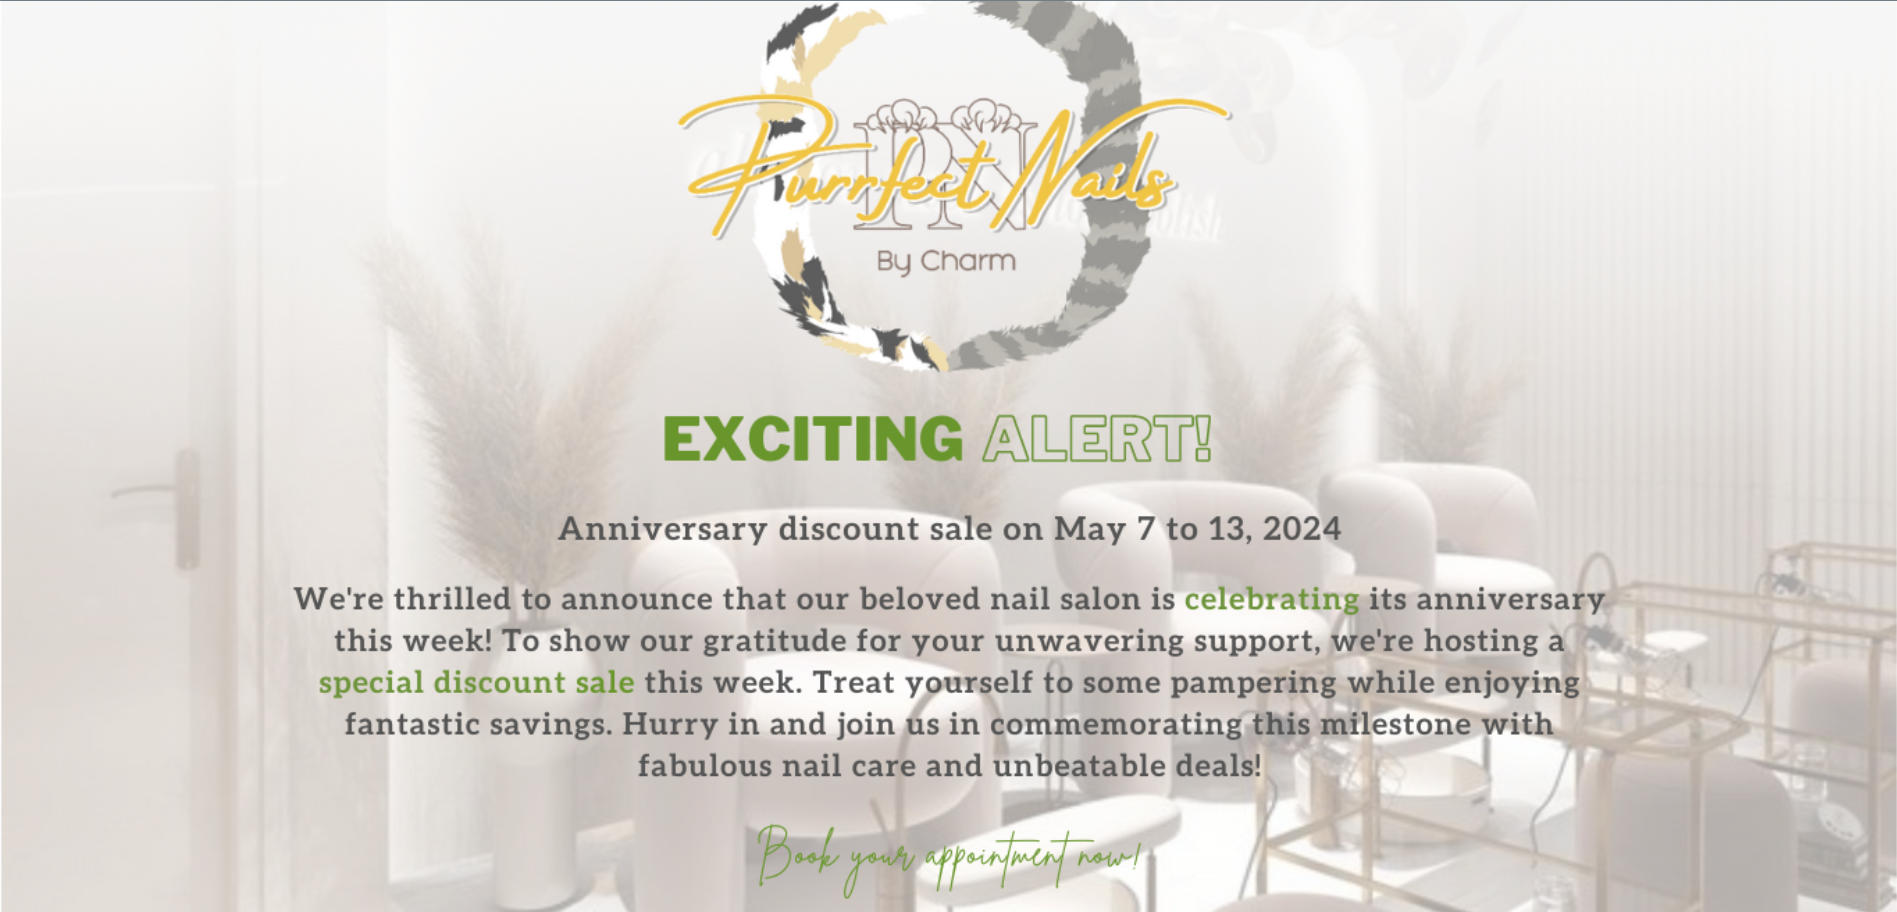 Purrfect Nails
PN
By Charm
EXCITING ALERT!
Anniversary discount sale on May 7 to 13, 2024
We're thrilled to announce that our beloved nail salon is celebrating its anniversary
this week! To show our gratitude for your unwavering support, we're hosting a
special discount sale this week. Treat yourself to some pampering while enjoying
fantastic savings. Hurry in and join us in commemorating this milestone with
fabulous nail care and unbeatable deals!
Book your appointment now!